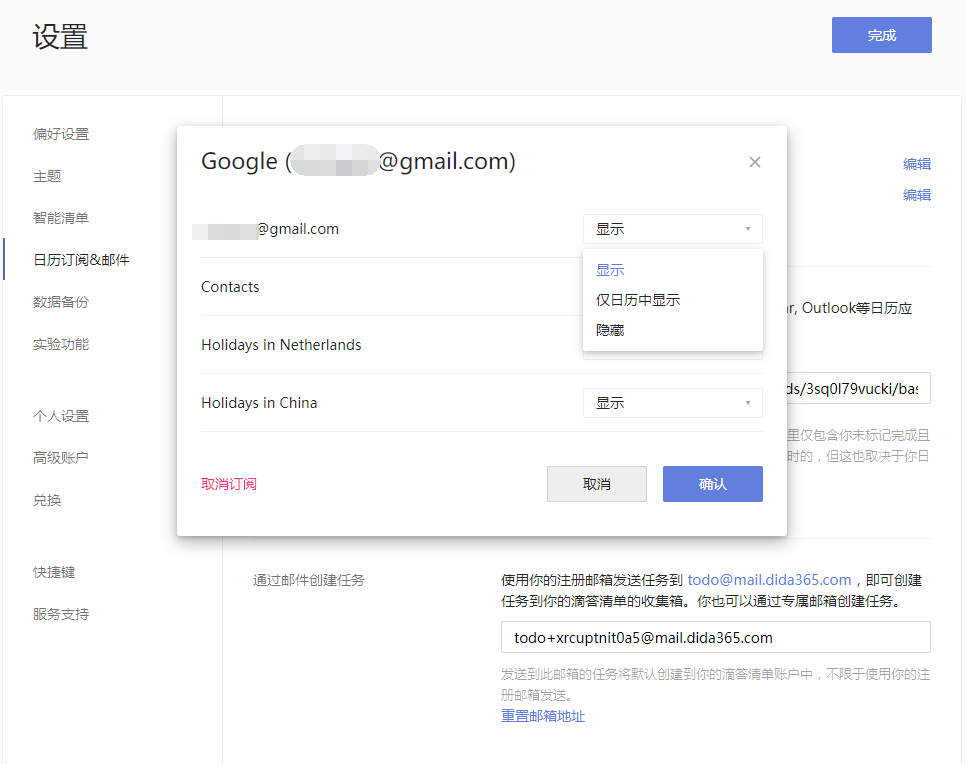 设置
完成
偏好设置
主题
智能清单
日历订阅&邮件
数据备份
实验功能
个人设置
高级账户
兑换
快捷键
服务支持
编辑
编辑
Google (@gmail.com)
@gmail.com
显示
显示
仅日历中显示
隐藏
Contacts
Holidays in Netherlands
Holidays in China
显示
取消订阅
取消
确认
Outlook等日历应
ds/3sq0l79vucki/bas
里仅包含你未标记完成且
时的，但这也取决于你日
通过邮件创建任务
使用你的注册邮箱发送任务到 todo@mail.dida365.com，即可创建
任务到你的滴答清单的收集箱。你也可以通过专属邮箱创建任务。
todo+xrcuptnit0a5@mail.dida365.com
发送到此邮箱的任务将默认创建到你的滴答清单账户中，不限于使用你的注
册邮箱发送。
重置邮箱地址